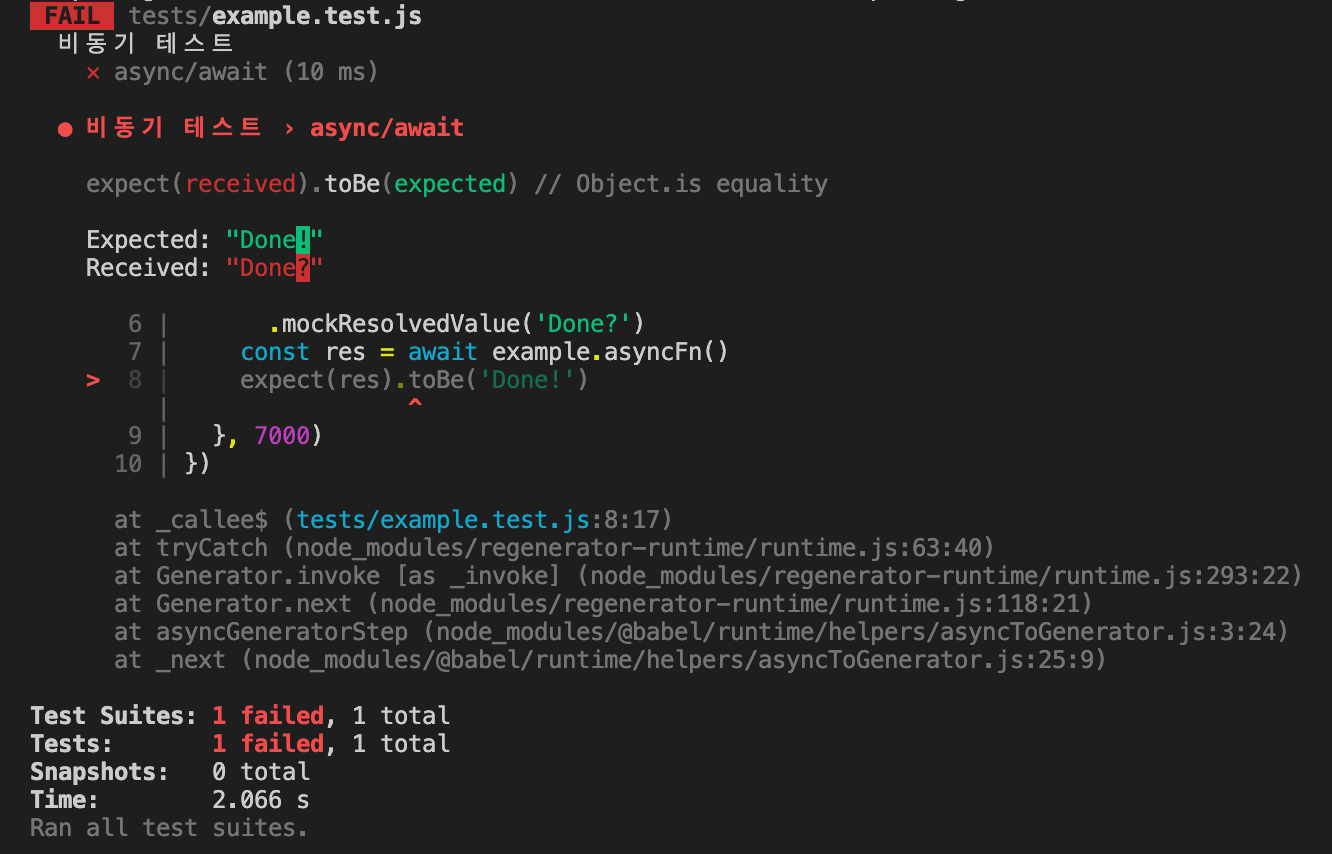 FAIL tests/example.test.js
비동기 테스트
✕ async/await (10 ms)
● 비동기 테스트 › async/await
expect(received).toBe(expected) // Object.is equality
Expected: "Done!"
Received: "Done?"
6 |       .mockResolvedValue('Done?')
7 |     const res = await example.asyncFn()
> 8 |     expect(res).toBe('Done!')
|                 ^
9 |   }, 7000)
10 | })
at _callee$ (tests/example.test.js:8:17)
at tryCatch (node_modules/regenerator-runtime/runtime.js:63:40)
at Generator.invoke [as _invoke] (node_modules/regenerator-runtime/runtime.js:293:22)
at Generator.next (node_modules/regenerator-runtime/runtime.js:118:21)
at asyncGeneratorStep (node_modules/@babel/runtime/helpers/asyncToGenerator.js:3:24)
at _next (node_modules/@babel/runtime/helpers/asyncToGenerator.js:25:9)
Test Suites: 1 failed, 1 total
Tests:       1 failed, 1 total
Snapshots:   0 total
Time:        2.066 s
Ran all test suites.